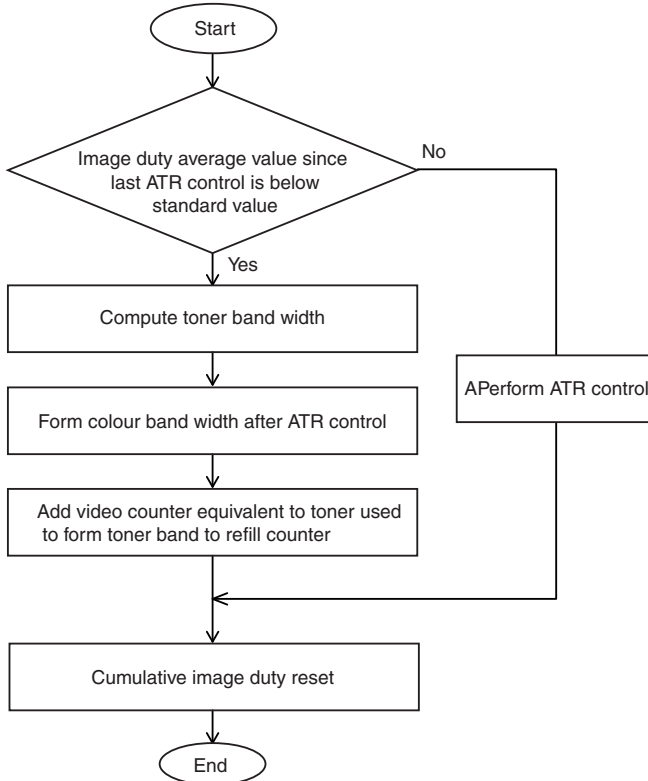 Start
Image duty average value since
last ATR control is below
standard value
No
Yes
Compute toner band width
APerform ATR control
Form colour band width after ATR control
Add video counter equivalent to toner used
to form toner band to refill counter
Cumulative image duty reset
End